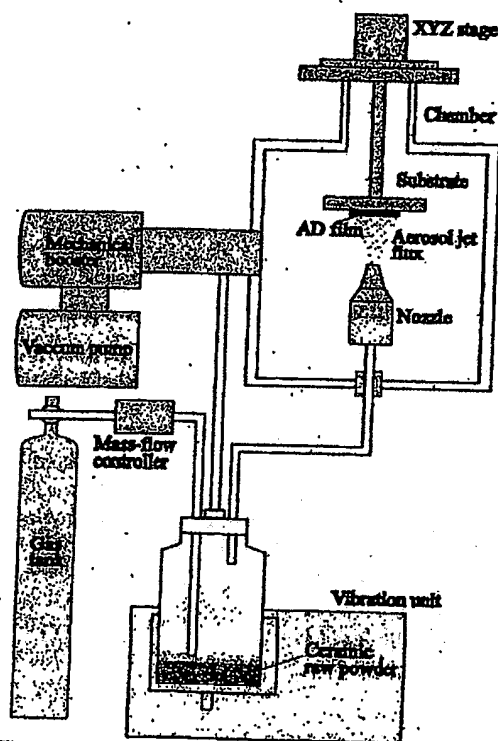 XYZ stage
Chamber
Substrate
AD film
Aerosol jet
flux
Mechanical
booster
Nozzle
Vaccum pump
Mass-flow
controller
Gas
tank
Vibration unit
Ceramic
raw powder